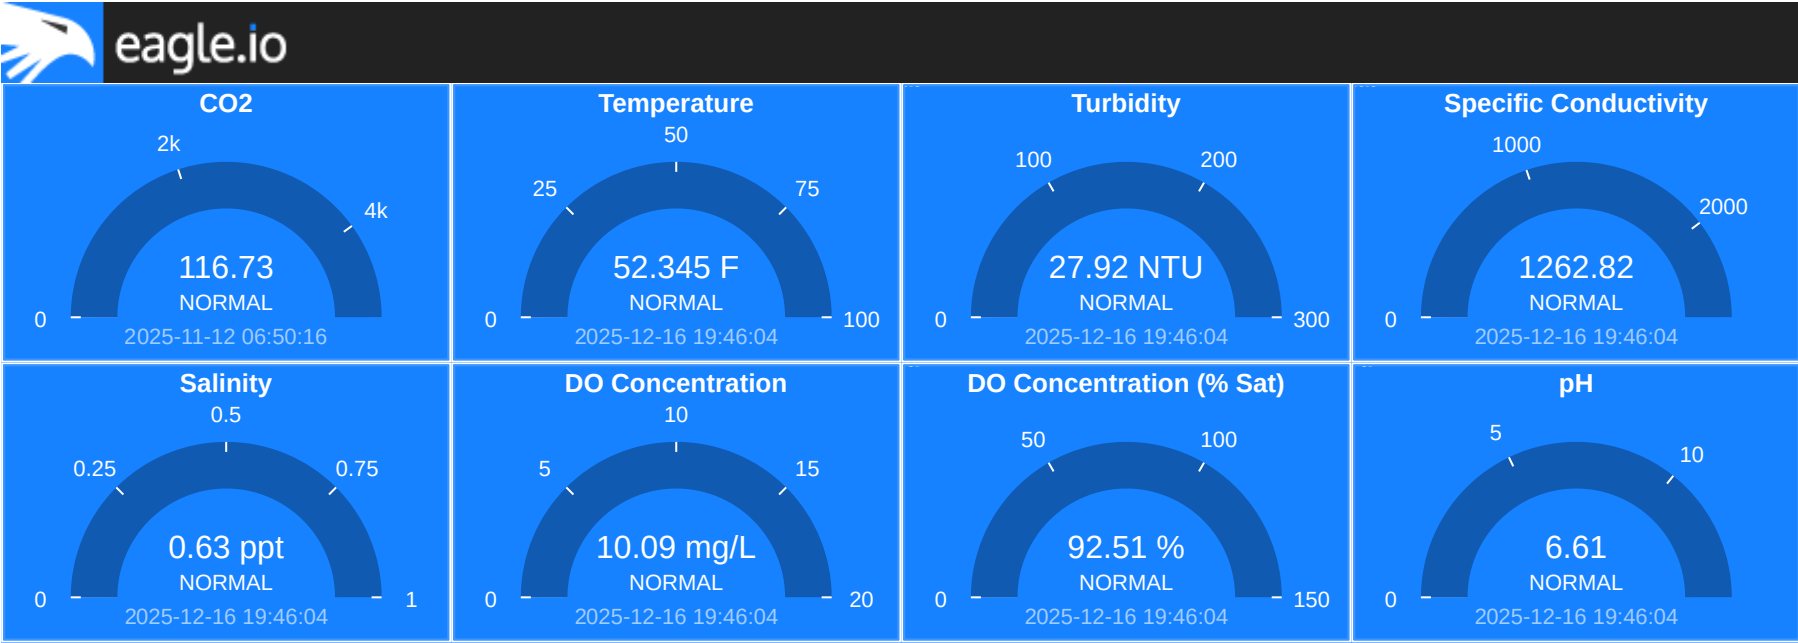 eagle.io
CO2
2k
4k
116.73
NORMAL
0
2025-11-12 06:50:16
Temperature
50
25
75
52.345 F
NORMAL
0
100
2025-12-16 19:46:04
Turbidity
100
200
27.92 NTU
NORMAL
0
300
2025-12-16 19:46:04
Specific Conductivity
1000
2000
1262.82
NORMAL
0
2025-12-16 19:46:04
Salinity
0.5
0.25
0.75
0.63 ppt
NORMAL
0
1
2025-12-16 19:46:04
DO Concentration
10
5
15
10.09 mg/L
NORMAL
0
20
2025-12-16 19:46:04
DO Concentration (% Sat)
50
100
92.51 %
NORMAL
0
150
2025-12-16 19:46:04
pH
5
10
6.61
NORMAL
0
2025-12-16 19:46:04